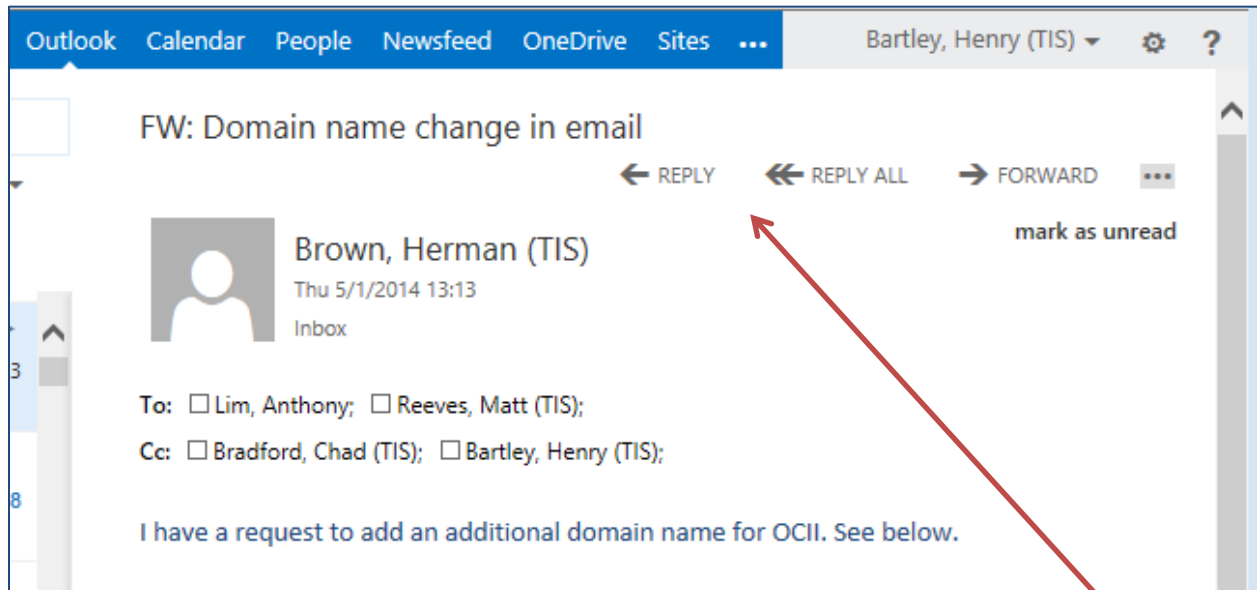 Outlook Calendar People Newsfeed OneDrive Sites ••• Bartley, Henry (TIS) ?
FW: Domain name change in email
REPLY REPLY ALL FORWARD •••
mark as unread
Brown, Herman (TIS)
Thu 5/1/2014 13:13
Inbox
3
To: Lim, Anthony; Reeves, Matt (TIS);
Cc: Bradford, Chad (TIS); Bartley, Henry (TIS);
8
I have a request to add an additional domain name for OCII. See below.